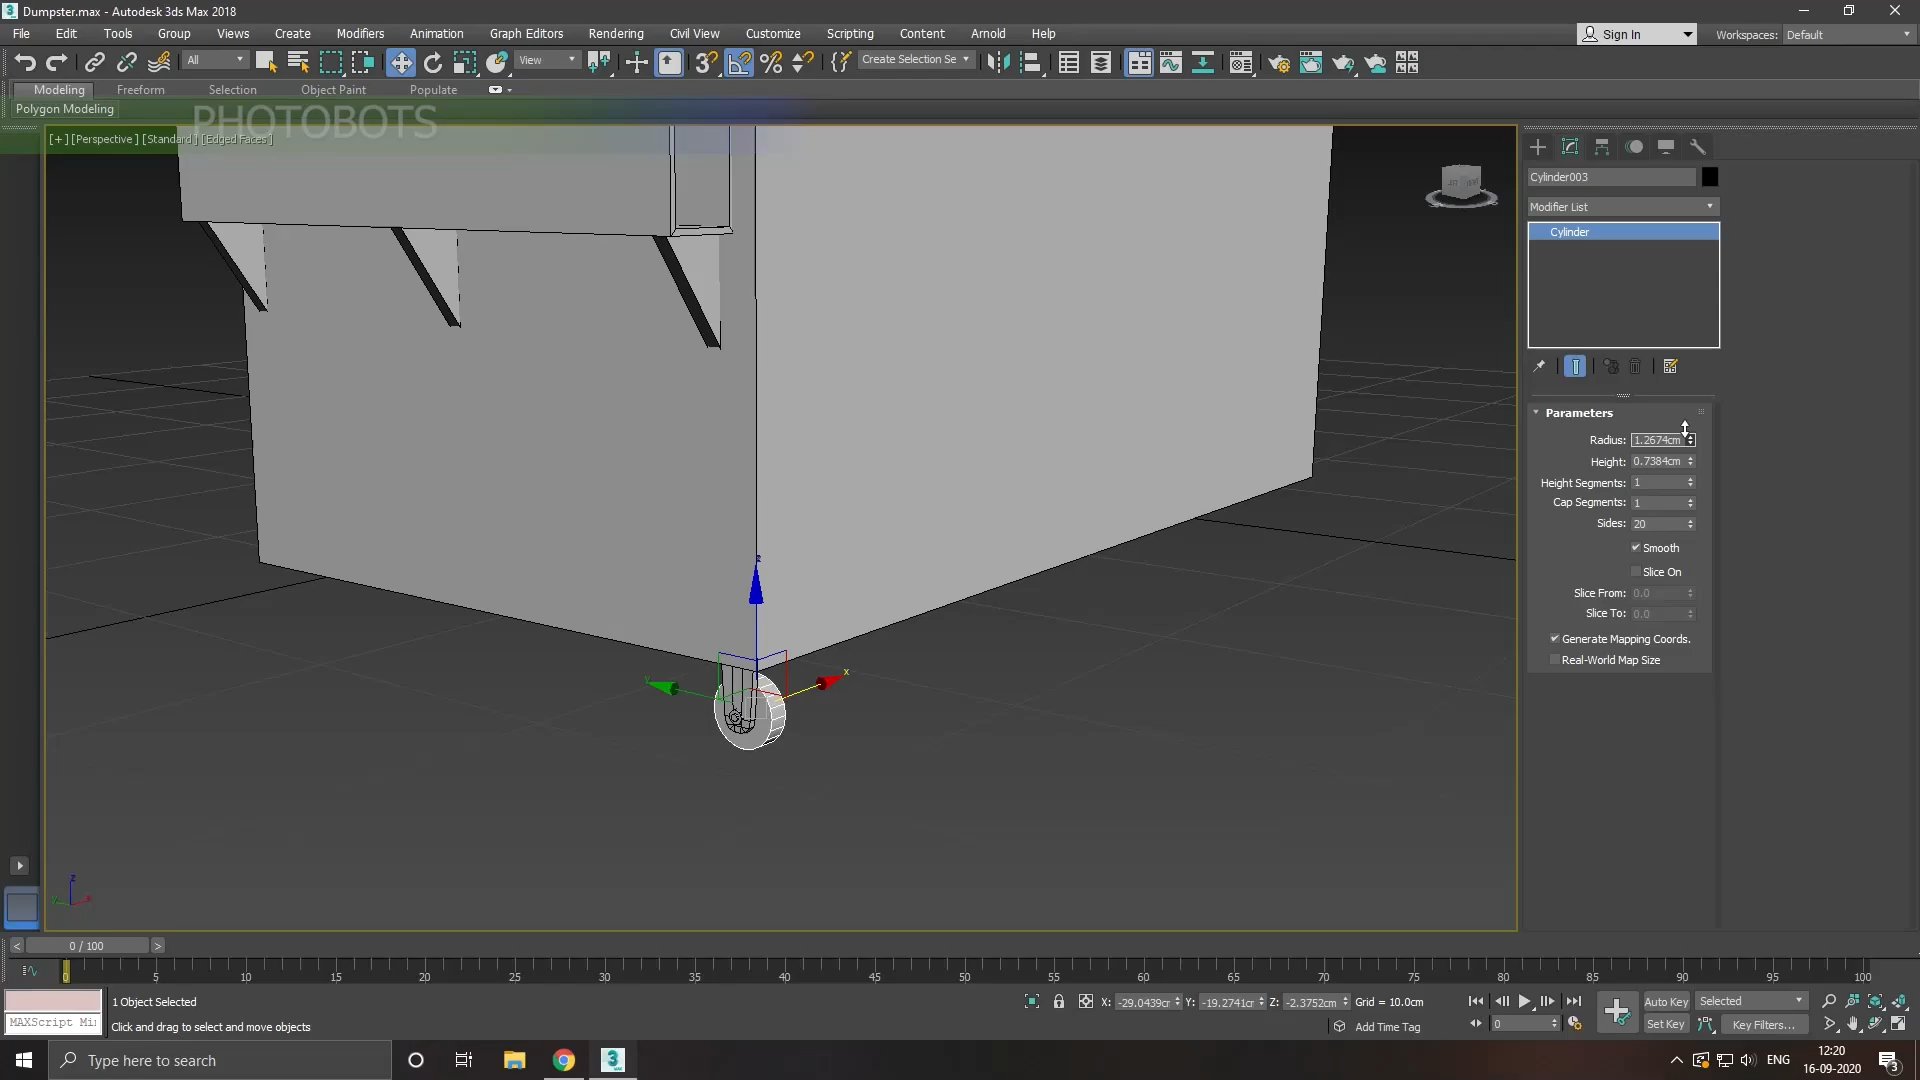 Dumpster.max - Autodesk 3ds Max 2018
File Edit Tools Group Views Create Modifiers Animation Graph Editors Rendering Civil View Customize Scripting Content Arnold Help
Sign In Workspaces: Default
All View Create Selection Se
Modeling Freeform Selection Object Paint Populate
Polygon Modeling
PHOTOBOTS
[+] [Perspective] [Standard] [Edged Faces]
Cylinder003
Modifier List
Cylinder
Parameters
Radius: 1.2674cm
Height: 0.7384cm
Height Segments: 1
Cap Segments: 1
Sides: 20
Smooth
Slice On
Slice From: 0.0
Slice To: 0.0
Generate Mapping Coords.
Real-World Map Size
z
y x
z
y x
< 0 / 100 >
0 5 10 15 20 25 30 35 40 45 50 55 60 65 70 75 80 85 90 95 100
1 Object Selected X: -29.0439cm Y: -19.2741cm Z: -2.3752cm Grid = 10.0cm Auto Key Selected
MAXScript Mi Click and drag to select and move objects Add Time Tag 0 Set Key Key Filters...
Type here to search
ENG 12:20
16-09-2020
3